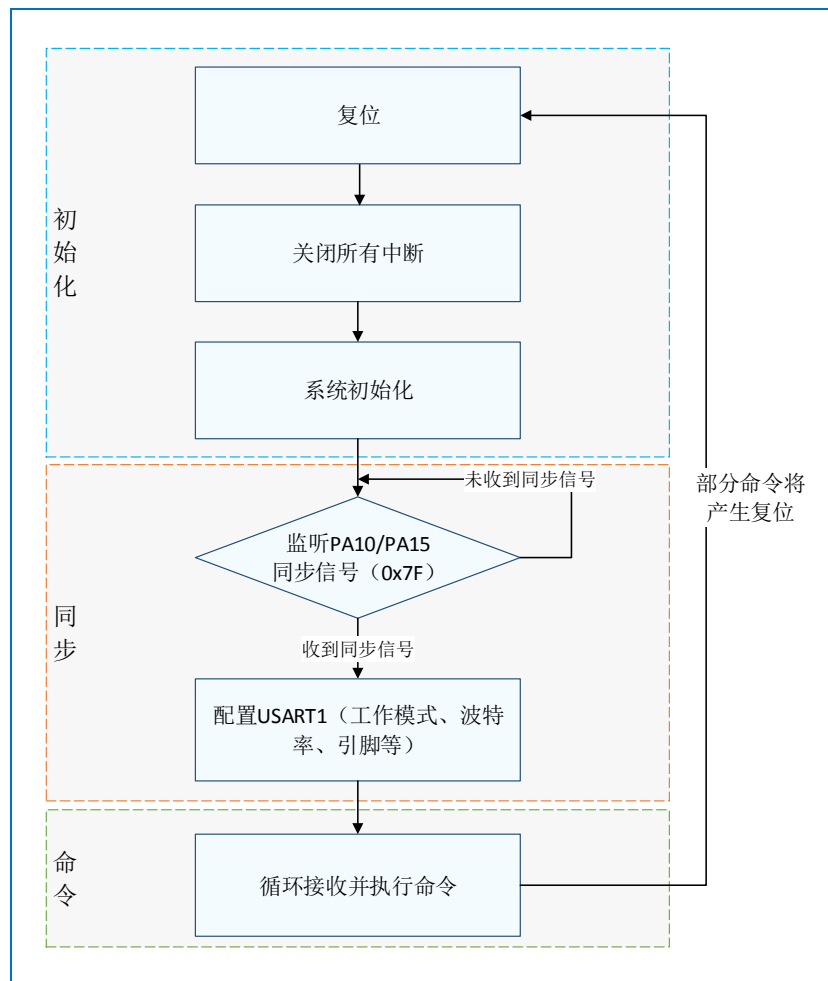 初
始
化
复位
关闭所有中断
系统初始化
同
步
未收到同步信号
监听PA10/PA15
同步信号（0x7F）
收到同步信号
配置USART1（工作模式、波特
率、引脚等）
部分命令将
产生复位
命
令
循环接收并执行命令